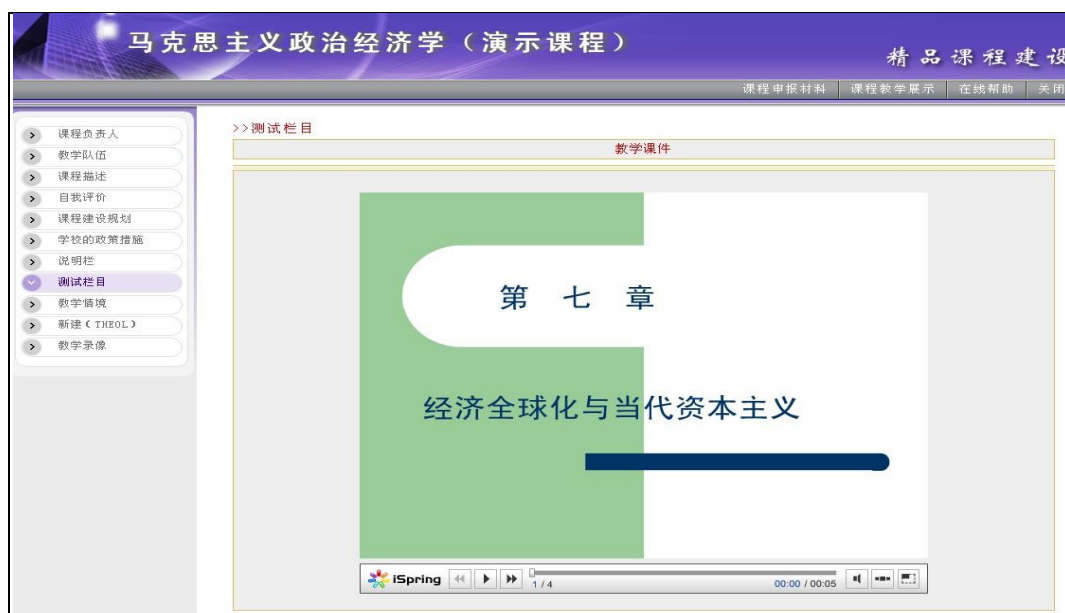 马克思主义政治经济学（演示课程）
精品课程建设
课程申报材料 课程教学展示 在线帮助 关闭
课程负责人
教学队伍
课程描述
自我评价
课程建设规划
学校的政策措施
说明栏
测试栏目
教学情境
新建（THEOL）
教学录像
>>测试栏目
教学课件
第 七 章
经济全球化与当代资本主义
iSpring
1 / 4
00:00 / 00:05